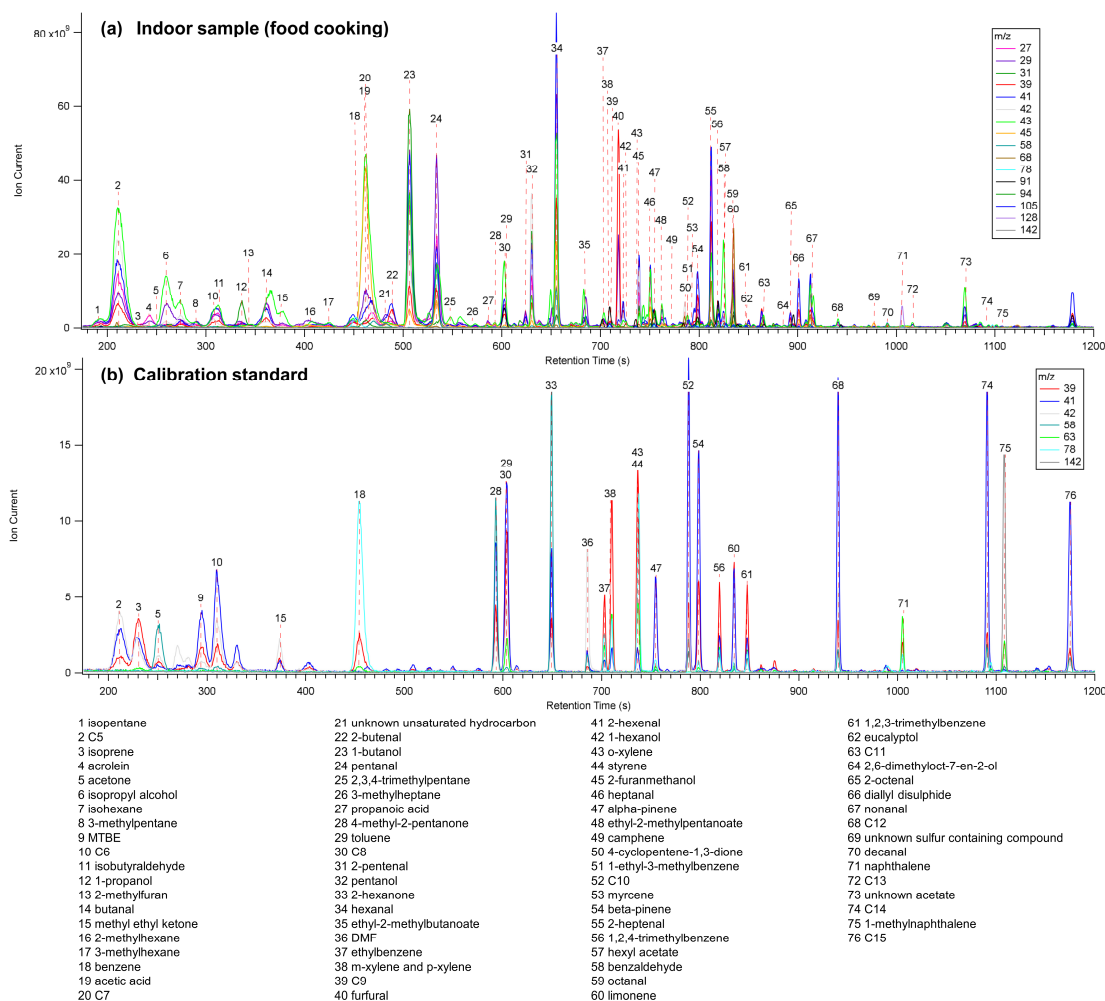 (a) Indoor sample (food cooking)
80 x10⁹
60
40
20
0
Ion Current
1
2
3
4
5
6
7
8
9
10
11
12
13
14
15
16
17
18
19
20
21
22
23
24
25
26
27
28
29
30
31
32
34
35
37
38
39
40
41
42
43
45
46
47
48
49
50
51
52
53
54
55
56
57
58
59
60
61
62
63
64
65
66
67
68
69
70
71
72
73
74
75
m/z
27
29
31
39
41
42
43
45
58
68
78
91
94
105
128
142
200 300 400 500 600 700 800 900 1000 1100 1200
Retention Time (s)
(b) Calibration standard
20 x10⁹
15
10
5
0
Ion Current
2
3
5
9
10
15
18
28
29
30
33
36
37
38
43
44
47
52
54
56
60
61
68
71
74
75
76
m/z
39
41
42
58
63
78
142
200 300 400 500 600 700 800 900 1000 1100 1200
Retention Time (s)
1 isopentane
2 C5
3 isoprene
4 acrolein
5 acetone
6 isopropyl alcohol
7 isohexane
8 3-methylpentane
9 MTBE
10 C6
11 isobutyraldehyde
12 1-propanol
13 2-methylfuran
14 butanal
15 methyl ethyl ketone
16 2-methylhexane
17 3-methylhexane
18 benzene
19 acetic acid
20 C7
21 unknown unsaturated hydrocarbon
22 2-butenal
23 1-butanol
24 pentanal
25 2,3,4-trimethylpentane
26 3-methylheptane
27 propanoic acid
28 4-methyl-2-pentanone
29 toluene
30 C8
31 2-pentenal
32 pentanol
33 2-hexanone
34 hexanal
35 ethyl-2-methylbutanoate
36 DMF
37 ethylbenzene
38 m-xylene and p-xylene
39 C9
40 furfural
41 2-hexenal
42 1-hexanol
43 o-xylene
44 styrene
45 2-furanmethanol
46 heptanal
47 alpha-pinene
48 ethyl-2-methylpentanoate
49 camphene
50 4-cyclopentene-1,3-dione
51 1-ethyl-3-methylbenzene
52 C10
53 myrcene
54 beta-pinene
55 2-heptenal
56 1,2,4-trimethylbenzene
57 hexyl acetate
58 benzaldehyde
59 octanal
60 limonene
61 1,2,3-trimethylbenzene
62 eucalyptol
63 C11
64 2,6-dimethyloct-7-en-2-ol
65 2-octenal
66 diallyl disulphide
67 nonanal
68 C12
69 unknown sulfur containing compound
70 decanal
71 naphthalene
72 C13
73 unknown acetate
74 C14
75 1-methylnaphthalene
76 C15